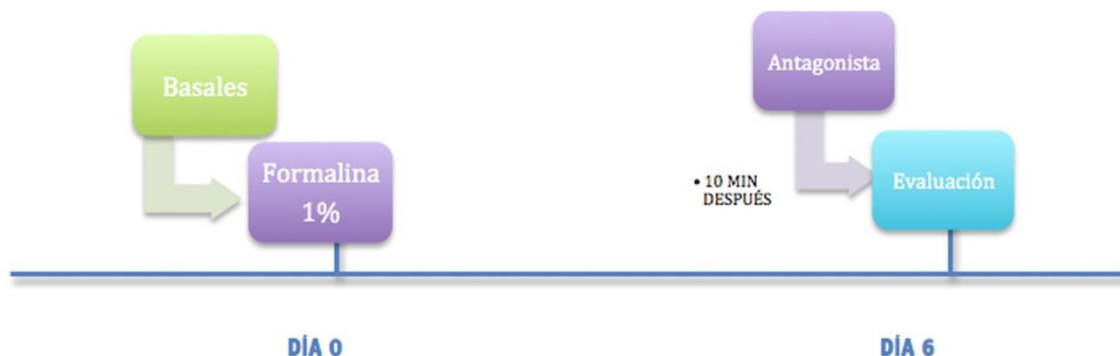 Basales
Formalina
1%
Antagonista
• 10 MIN
DESPUÉS
Evaluación
DÍA 0
DÍA 6